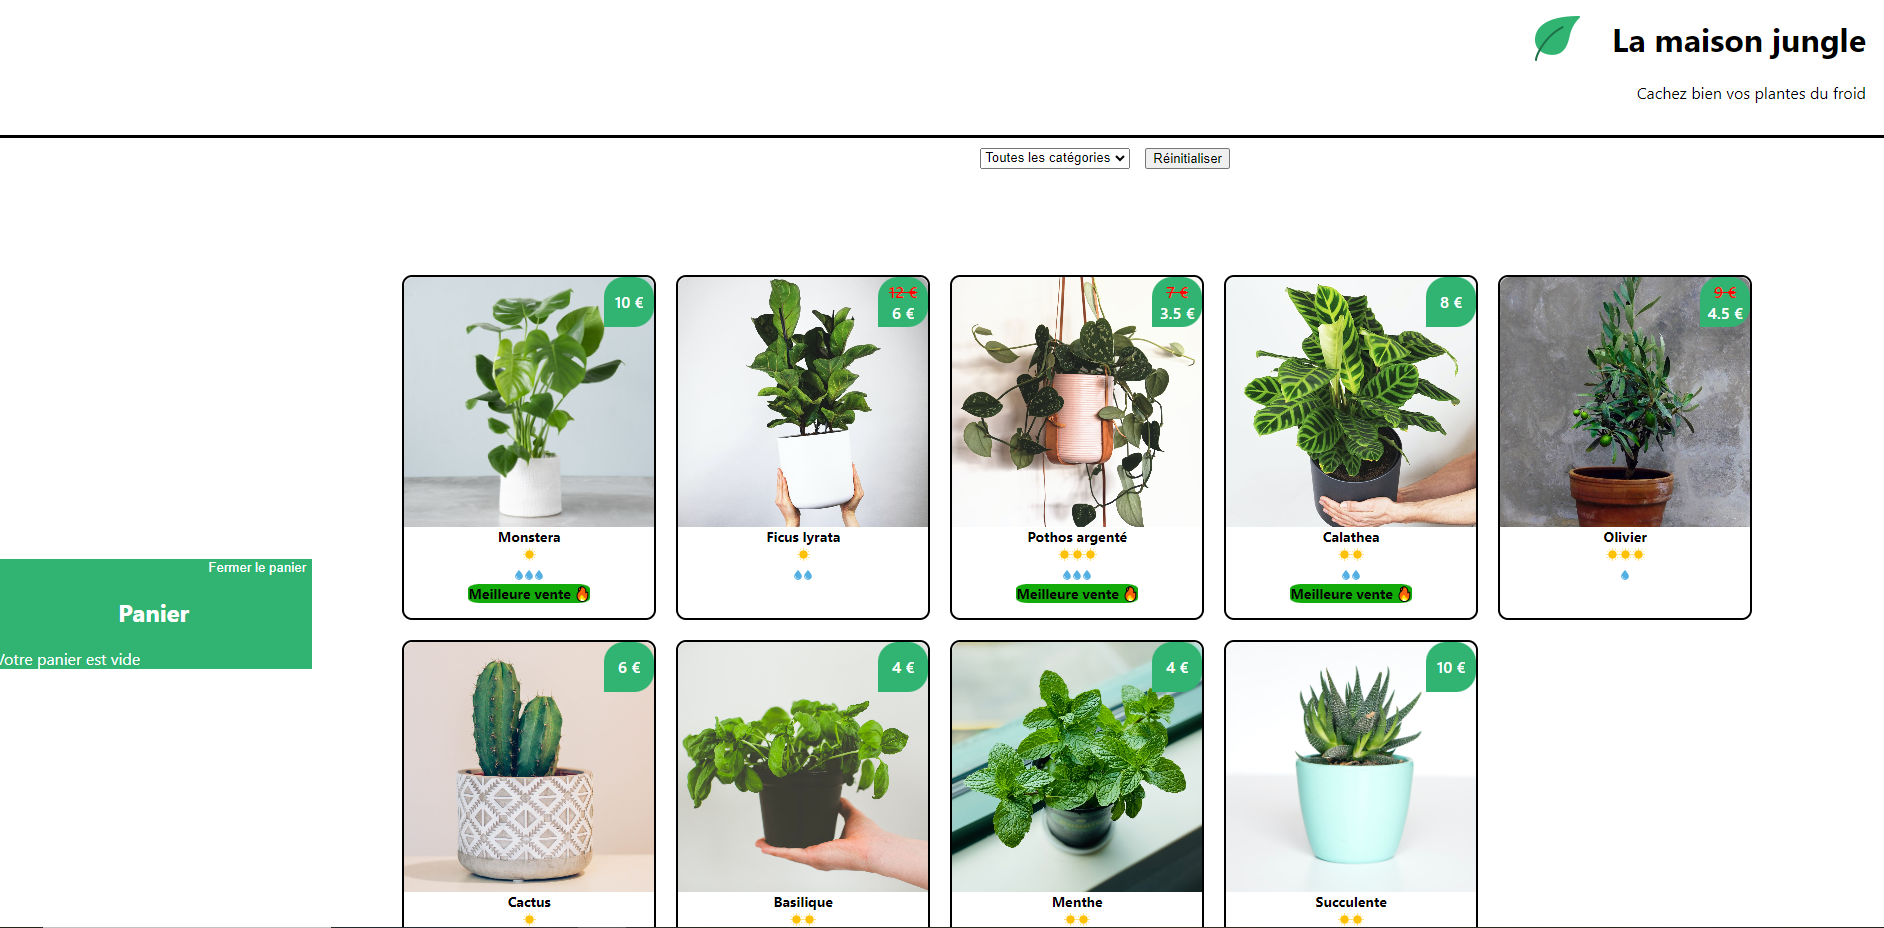 La maison jungle
Cachez bien vos plantes du froid
Toutes les catégories
Réinitialiser
10 €
12 €
6 €
7 €
3.5 €
8 €
9 €
4.5 €
Monstera
Ficus lyrata
Pothos argenté
Calathea
Olivier
Meilleure vente 🔥
Meilleure vente 🔥
Meilleure vente 🔥
Fermer le panier
Panier
Votre panier est vide
6 €
4 €
4 €
10 €
Cactus
Basilique
Menthe
Succulente